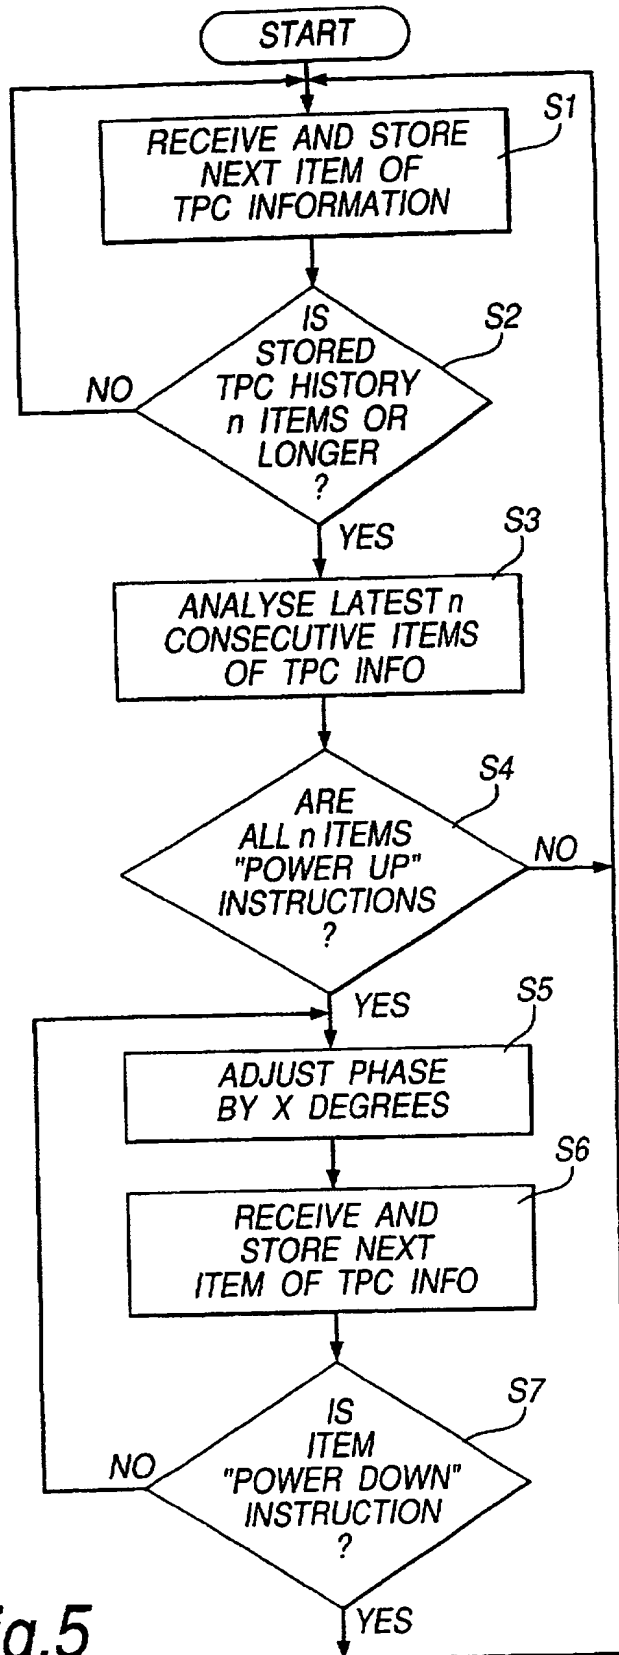 START
S1
RECEIVE AND STORE
NEXT ITEM OF
TPC INFORMATION
S2
IS
STORED
TPC HISTORY
n ITEMS OR
LONGER
?
NO
YES
S3
ANALYSE LATEST n
CONSECUTIVE ITEMS
OF TPC INFO
S4
ARE
ALL n ITEMS
"POWER UP"
INSTRUCTIONS
?
NO
YES
S5
ADJUST PHASE
BY X DEGREES
S6
RECEIVE AND
STORE NEXT
ITEM OF TPC INFO
S7
IS
ITEM
"POWER DOWN"
INSTRUCTION
?
NO
YES
ig.5